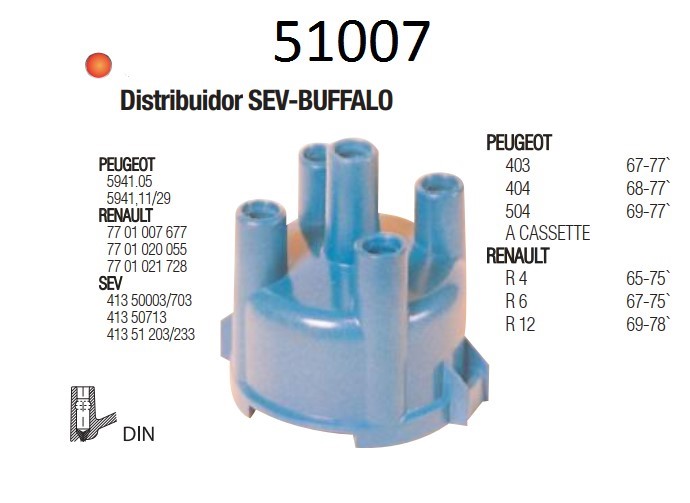 51007
Distribuidor SEV-BUFFALO
PEUGEOT
5941.05
5941,11/29
RENAULT
77 01 007 677
77 01 020 055
77 01 021 728
SEV
413 50003/703
413 50713
413 51 203/233
DIN
PEUGEOT
403 67-77`
404 68-77`
504 69-77`
A CASSETTE
RENAULT
R 4 65-75`
R 6 67-75`
R 12 69-78`